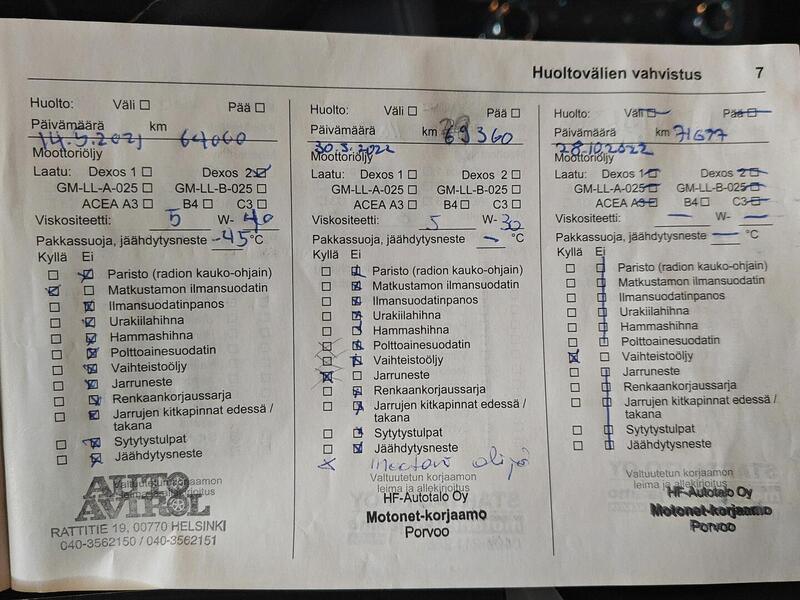 Huoltovälien vahvistus 7
Huolto: Väli Pää
Päivämäärä km
14.5.2021 64060
Moottoriöljy
Laatu: Dexos 1 Dexos 2
GM-LL-A-025 GM-LL-B-025
ACEA A3 B4 C3
Viskositeetti: 5 W- 40
Pakkassuoja, jäähdytysneste -45 °C
Kyllä Ei
Paristo (radion kauko-ohjain)
Matkustamon ilmansuodatin
Ilmansuodatinpanos
Urakiilahihna
Hammashihna
Polttoainesuodatin
Vaihteistoöljy
Jarruneste
Renkaankorjaussarja
Jarrujen kitkapinnat edessä /
takana
Sytytystulpat
Jäähdytysneste
Valtuutetun korjaamon
leima ja allekirjoitus
AUTO
AVIPOL
RATTITIE 19, 00770 HELSINKI
040-3562150 / 040-3562151
Huolto: Väli Pää
Päivämäärä km 69360
30.3.2022
Moottoriöljy
Laatu: Dexos 1 Dexos 2
GM-LL-A-025 GM-LL-B-025
ACEA A3 B4 C3
Viskositeetti: 5 W- 30
Pakkassuoja, jäähdytysneste - °C
Kyllä Ei
Paristo (radion kauko-ohjain)
Matkustamon ilmansuodatin
Ilmansuodatinpanos
Urakiilahihna
Hammashihna
Polttoainesuodatin
Vaihteistoöljy
Jarruneste
Renkaankorjaussarja
Jarrujen kitkapinnat edessä /
takana
Sytytystulpat
Jäähdytysneste
Valtuutetun korjaamon
leima ja allekirjoitus
HF-Autotalo Oy
Motonet-korjaamo
Porvoo
Huolto: Väli Pää
Päivämäärä km 71677
28.10.2022
Moottoriöljy
Laatu: Dexos 1 Dexos 2
GM-LL-A-025 GM-LL-B-025
ACEA A3 B4 C3
Viskositeetti: — W- —
Pakkassuoja, jäähdytysneste — °C
Kyllä Ei
Paristo (radion kauko-ohjain)
Matkustamon ilmansuodatin
Ilmansuodatinpanos
Urakiilahihna
Hammashihna
Polttoainesuodatin
Vaihteistoöljy
Jarruneste
Renkaankorjaussarja
Jarrujen kitkapinnat edessä /
takana
Sytytystulpat
Jäähdytysneste
Valtuutetun korjaamon
leima ja allekirjoitus
HF-Autotalo Oy
Motonet-korjaamo
Porvoo